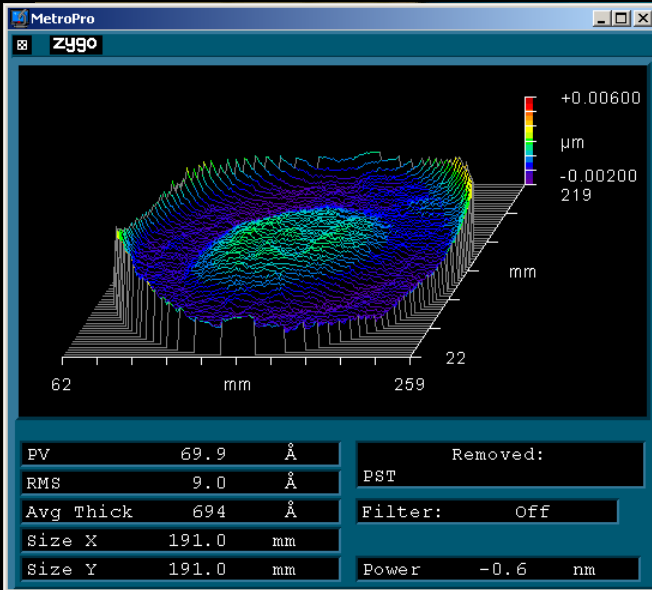 MetroPro
zygo
+0.00600
µm
-0.00200
219
mm
22
62 mm 259
PV 69.9 Å
RMS 9.0 Å
Avg Thick 694 Å
Size X 191.0 mm
Size Y 191.0 mm
Removed:
PST
Filter: Off
Power -0.6 nm